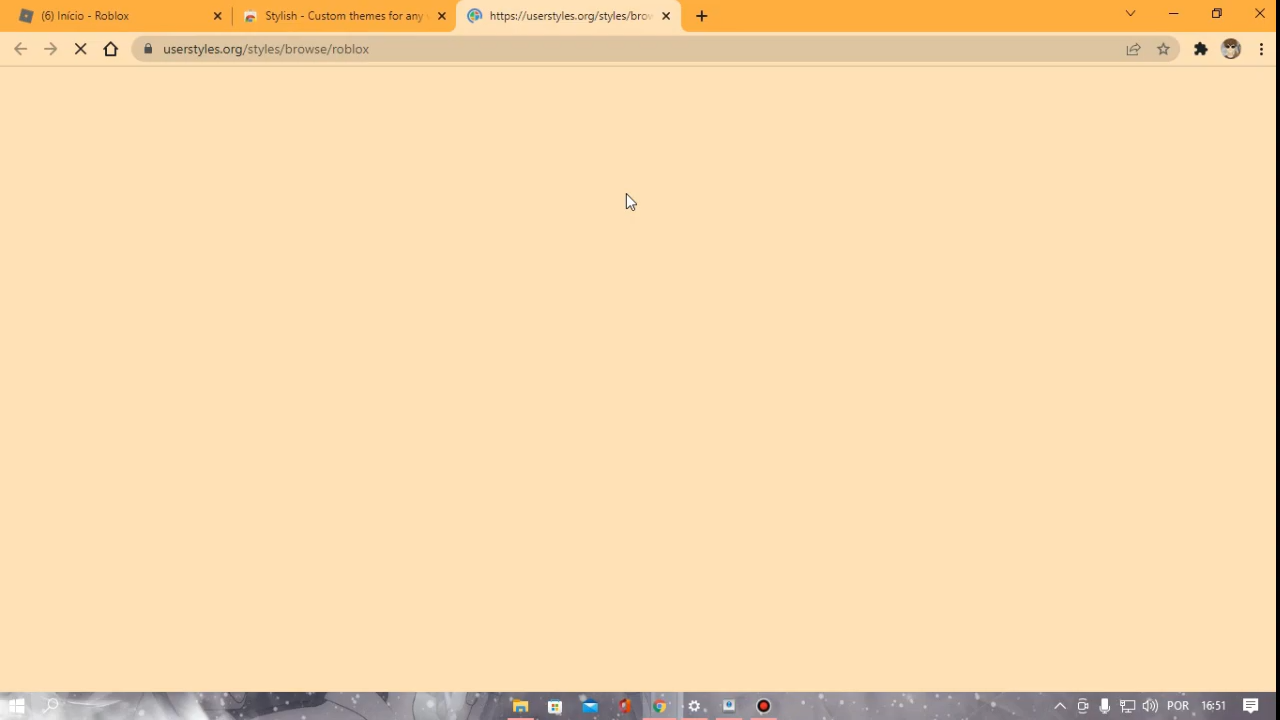 (6) Início - Roblox
Stylish - Custom themes for any
https://userstyles.org/styles/brow
userstyles.org/styles/browse/roblox
POR
16:51